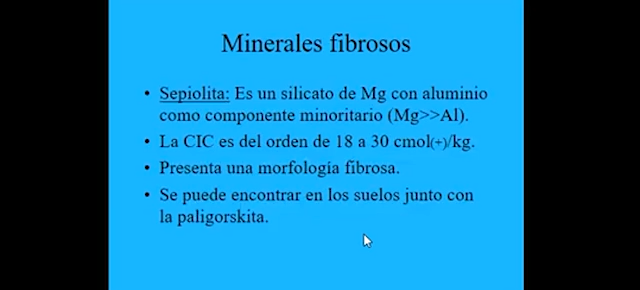 Minerales fibrosos
• Sepiolita: Es un silicato de Mg con aluminio
como componente minoritario (Mg>>Al).
• La CIC es del orden de 18 a 30 cmol(+)/kg.
• Presenta una morfología fibrosa.
• Se puede encontrar en los suelos junto con
la paligorskita.